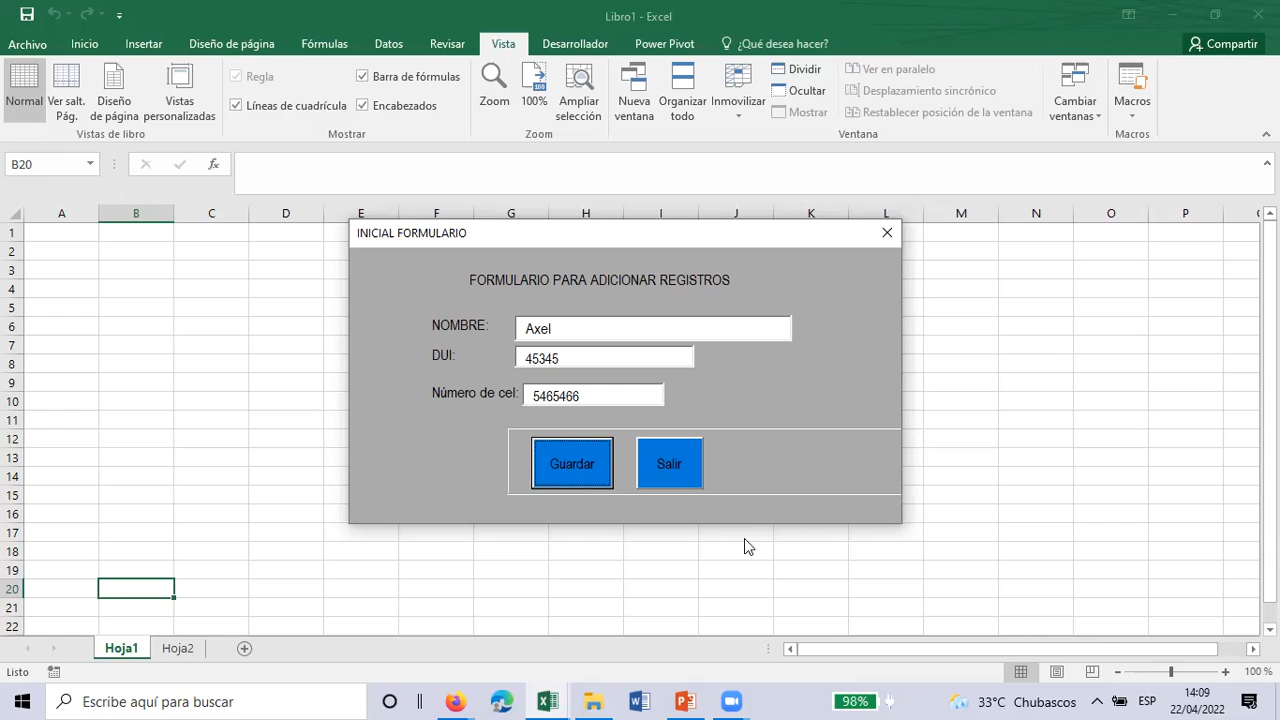 Libro1 - Excel
Archivo Inicio Insertar Diseño de página Fórmulas Datos Revisar Vista Desarrollador Power Pivot ¿Qué desea hacer? Compartir
Normal
Ver salt. Pág.
Diseño de página
Vistas personalizadas
Vistas de libro
Regla
Barra de fórmulas
Líneas de cuadrícula
Encabezados
Mostrar
Zoom
100%
100
Ampliar selección
Zoom
Nueva ventana
Organizar todo
Inmovilizar
Dividir
Ocultar
Mostrar
Ver en paralelo
Desplazamiento sincrónico
Restablecer posición de la ventana
Ventana
Cambiar ventanas
Macros
Macros
B20
fx
A B C D E F G H I J K L M N O P
1
2
3
4
5
6
7
8
9
10
11
12
13
14
15
16
17
18
19
20
21
22
INICIAL FORMULARIO
FORMULARIO PARA ADICIONAR REGISTROS
NOMBRE: Axel
DUI: 45345
Número de cel: 5465466
Guardar Salir
Hoja1 Hoja2
Listo
100 %
Escribe aquí para buscar
98%
33°C Chubascos
ESP
14:09
22/04/2022